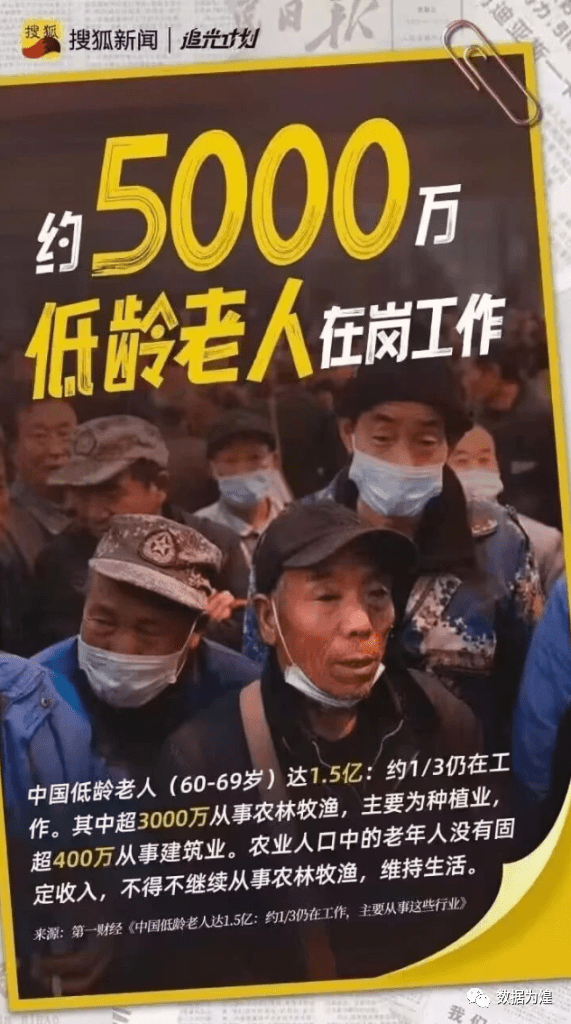 搜狐
搜狐新闻 | 追光计划
约5000万
低龄老人在岗工作
中国低龄老人（60-69岁）达1.5亿：约1/3仍在工
作。其中超3000万从事农林牧渔，主要为种植业，
超400万从事建筑业。农业人口中的老年人没有固
定收入，不得不继续从事农林牧渔，维持生活。
来源：第一财经《中国低龄老人达1.5亿：约1/3仍在工作，主要从事这些行业》
数据为煌
我们